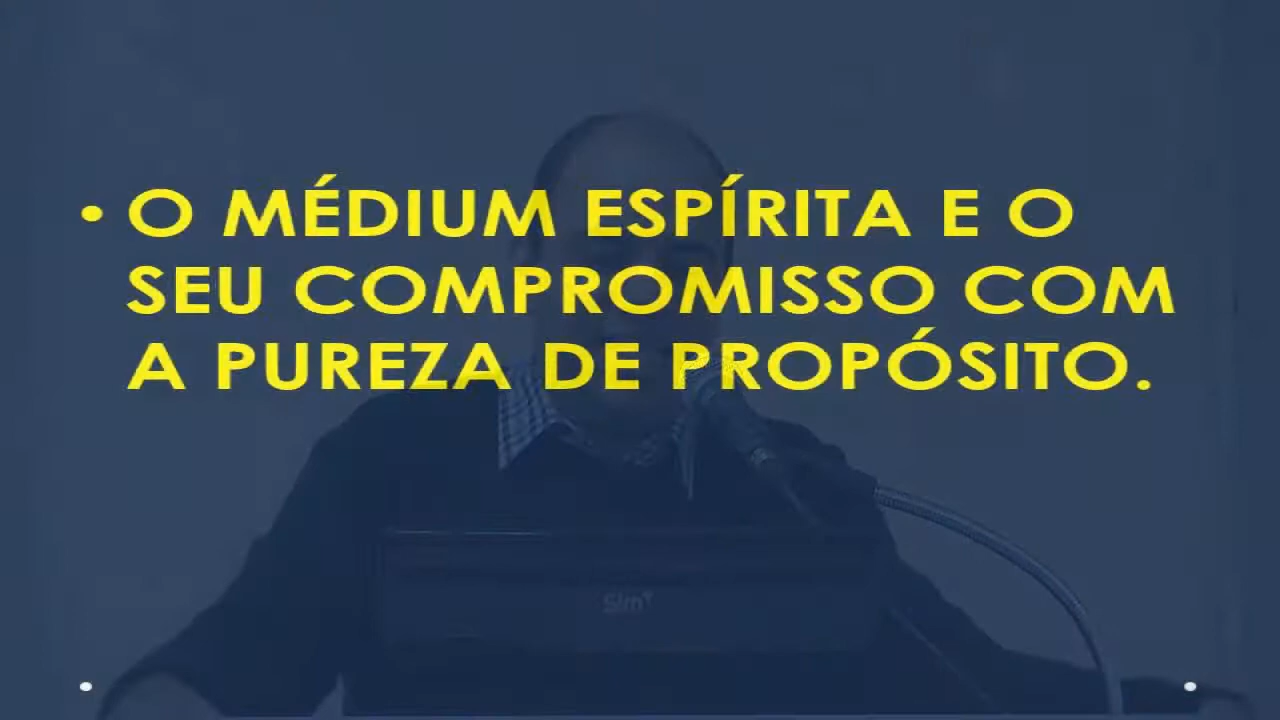 • O MÉDIUM ESPÍRITA E O
SEU COMPROMISSO COM
A PUREZA DE PROPÓSITO.